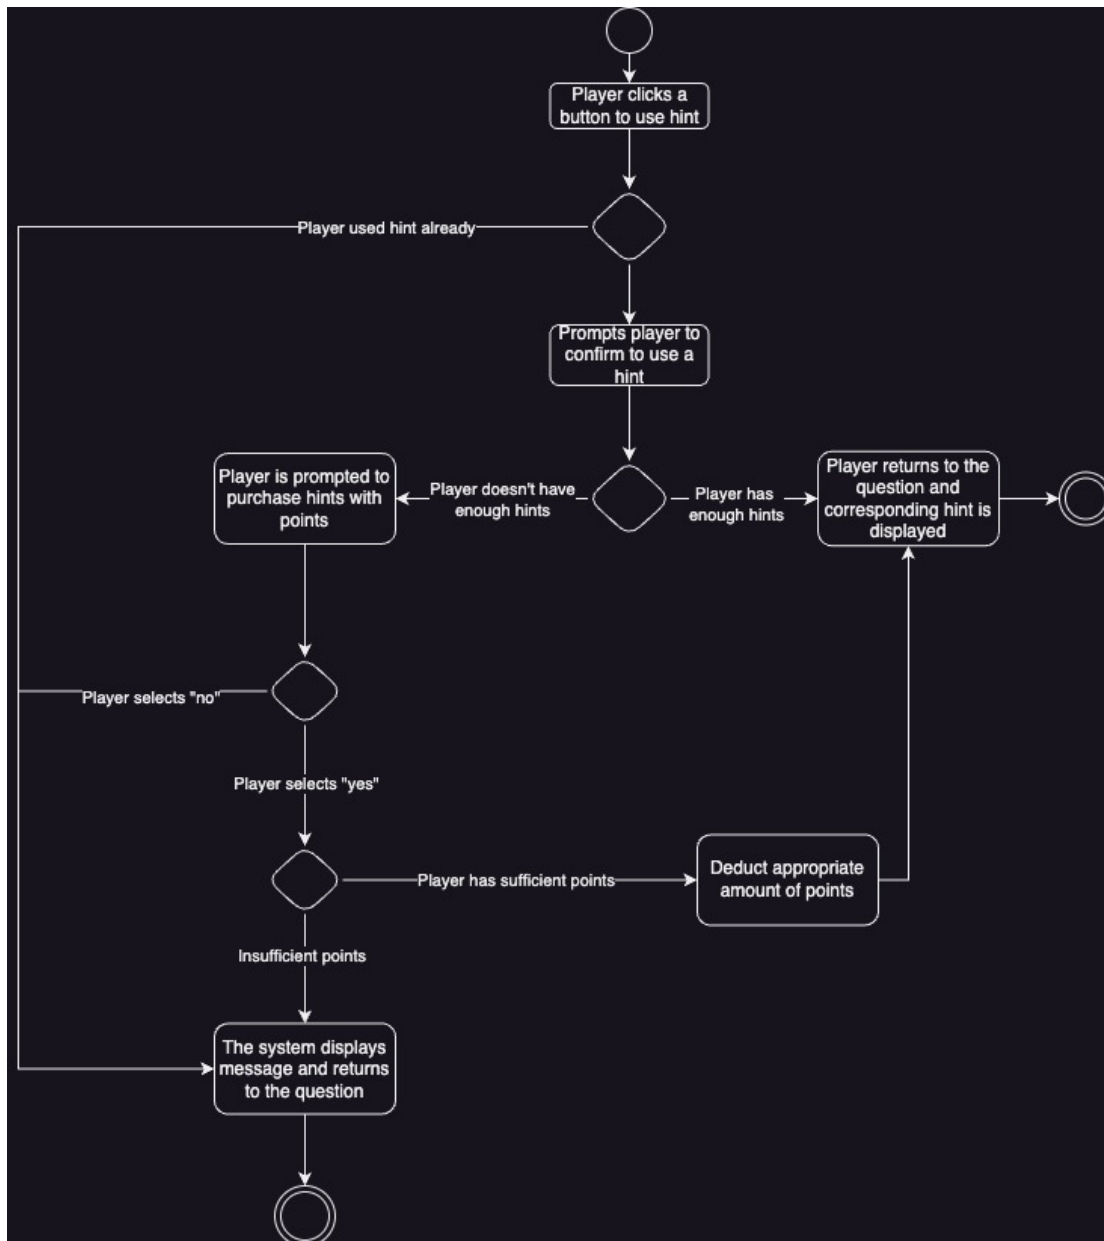 Player clicks a
button to use hint
Player used hint already
Prompts player to
confirm to use a
hint
Player is prompted to
purchase hints with
points
Player doesn't have
enough hints
Player has
enough hints
Player returns to the
question and
corresponding hint is
displayed
Player selects "no"
Player selects "yes"
Player has sufficient points
Deduct appropriate
amount of points
Insufficient points
The system displays
message and returns
to the question